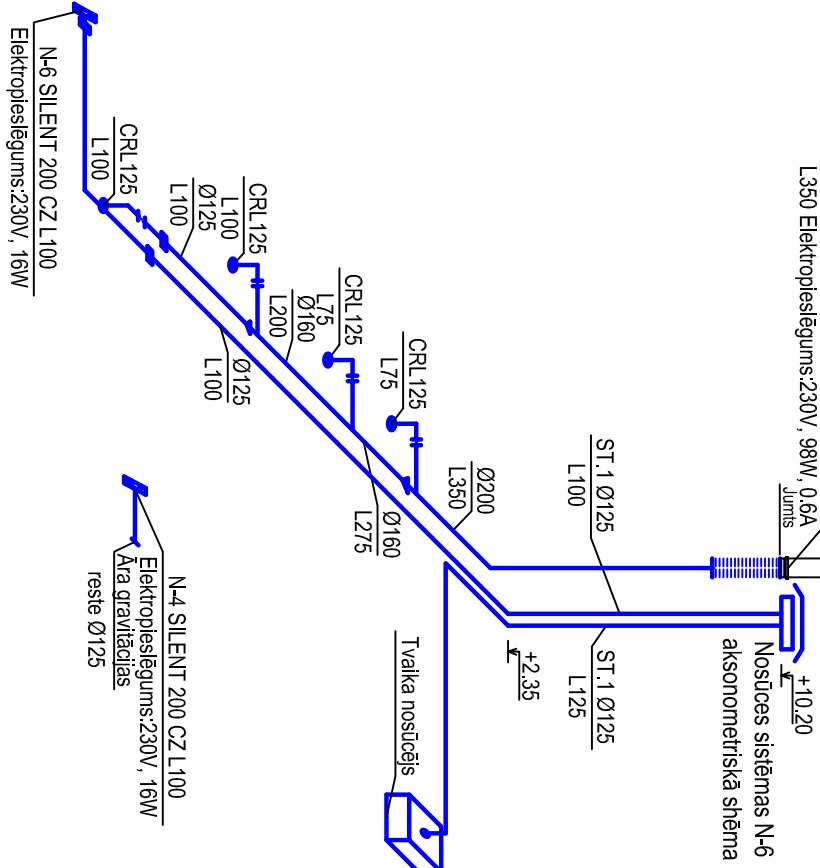 L350 Elektropieslēgums:230V, 98W, 0.6A
Jumts
+10.20
Nosūces sistēmas N-6
aksonometriskā shēma
ST.1 Ø125
L100
ST.1 Ø125
L125
+2.35
Ø200
L350
Ø160
L275
CRL125
L75
CRL125
L75
Ø160
L200
CRL125
L100
Ø125
L100
Ø125
L100
CRL125
L100
N-6 SILENT 200 CZ L100
Elektropieslēgums:230V, 16W
Tvaika nosūcējs
N-4 SILENT 200 CZ L100
Elektropieslēgums:230V, 16W
Āra gravitācijas
reste Ø125